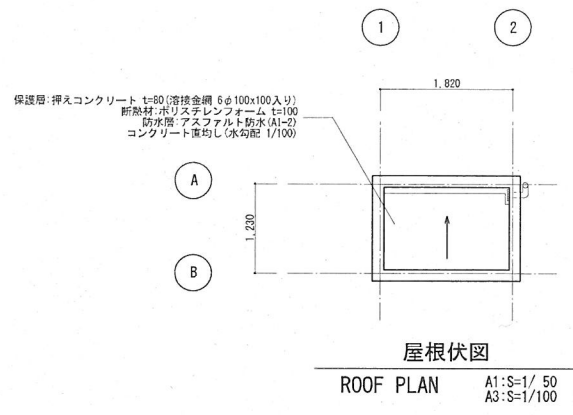 1
2
1.820
保護層:押えコンクリート t=80(溶接金網 6φ100x100入り)
断熱材:ポリスチレンフォーム t=100
防水層:アスファルト防水(AI-2)
コンクリート直均し(水勾配 1/100)
A
1.230
B
屋根伏図
ROOF PLAN
A1:S=1/ 50
A3:S=1/100